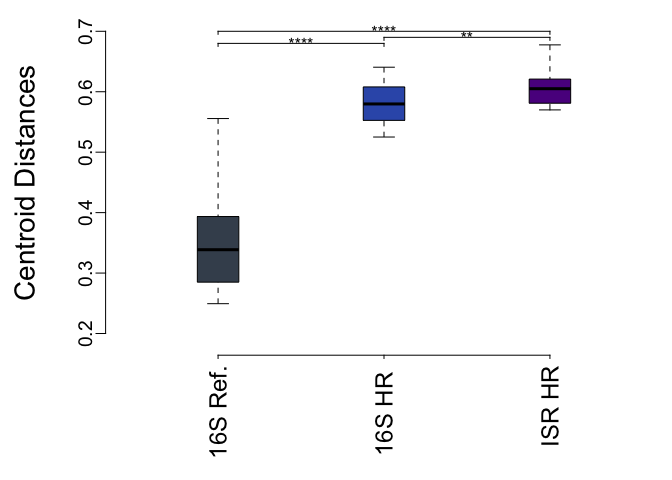 Centroid Distances
0.7
0.6
0.5
0.4
0.3
0.2
****
****
**
16S Ref.
16S HR
ISR HR